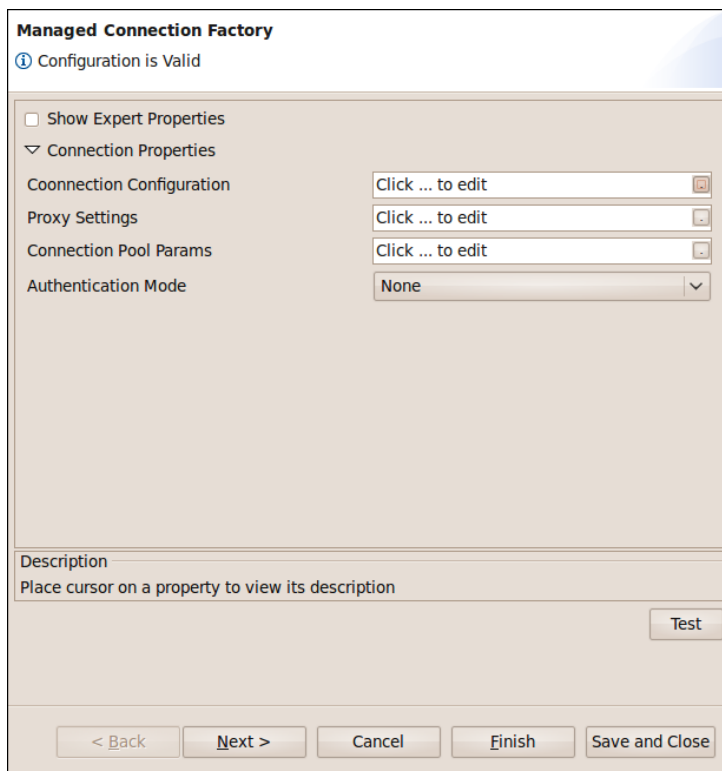 Managed Connection Factory
Configuration is Valid
Show Expert Properties
Connection Properties
Coonnection Configuration Click ... to edit
Proxy Settings Click ... to edit
Connection Pool Params Click ... to edit
Authentication Mode None
Description
Place cursor on a property to view its description
Test
< Back Next > Cancel Finish Save and Close